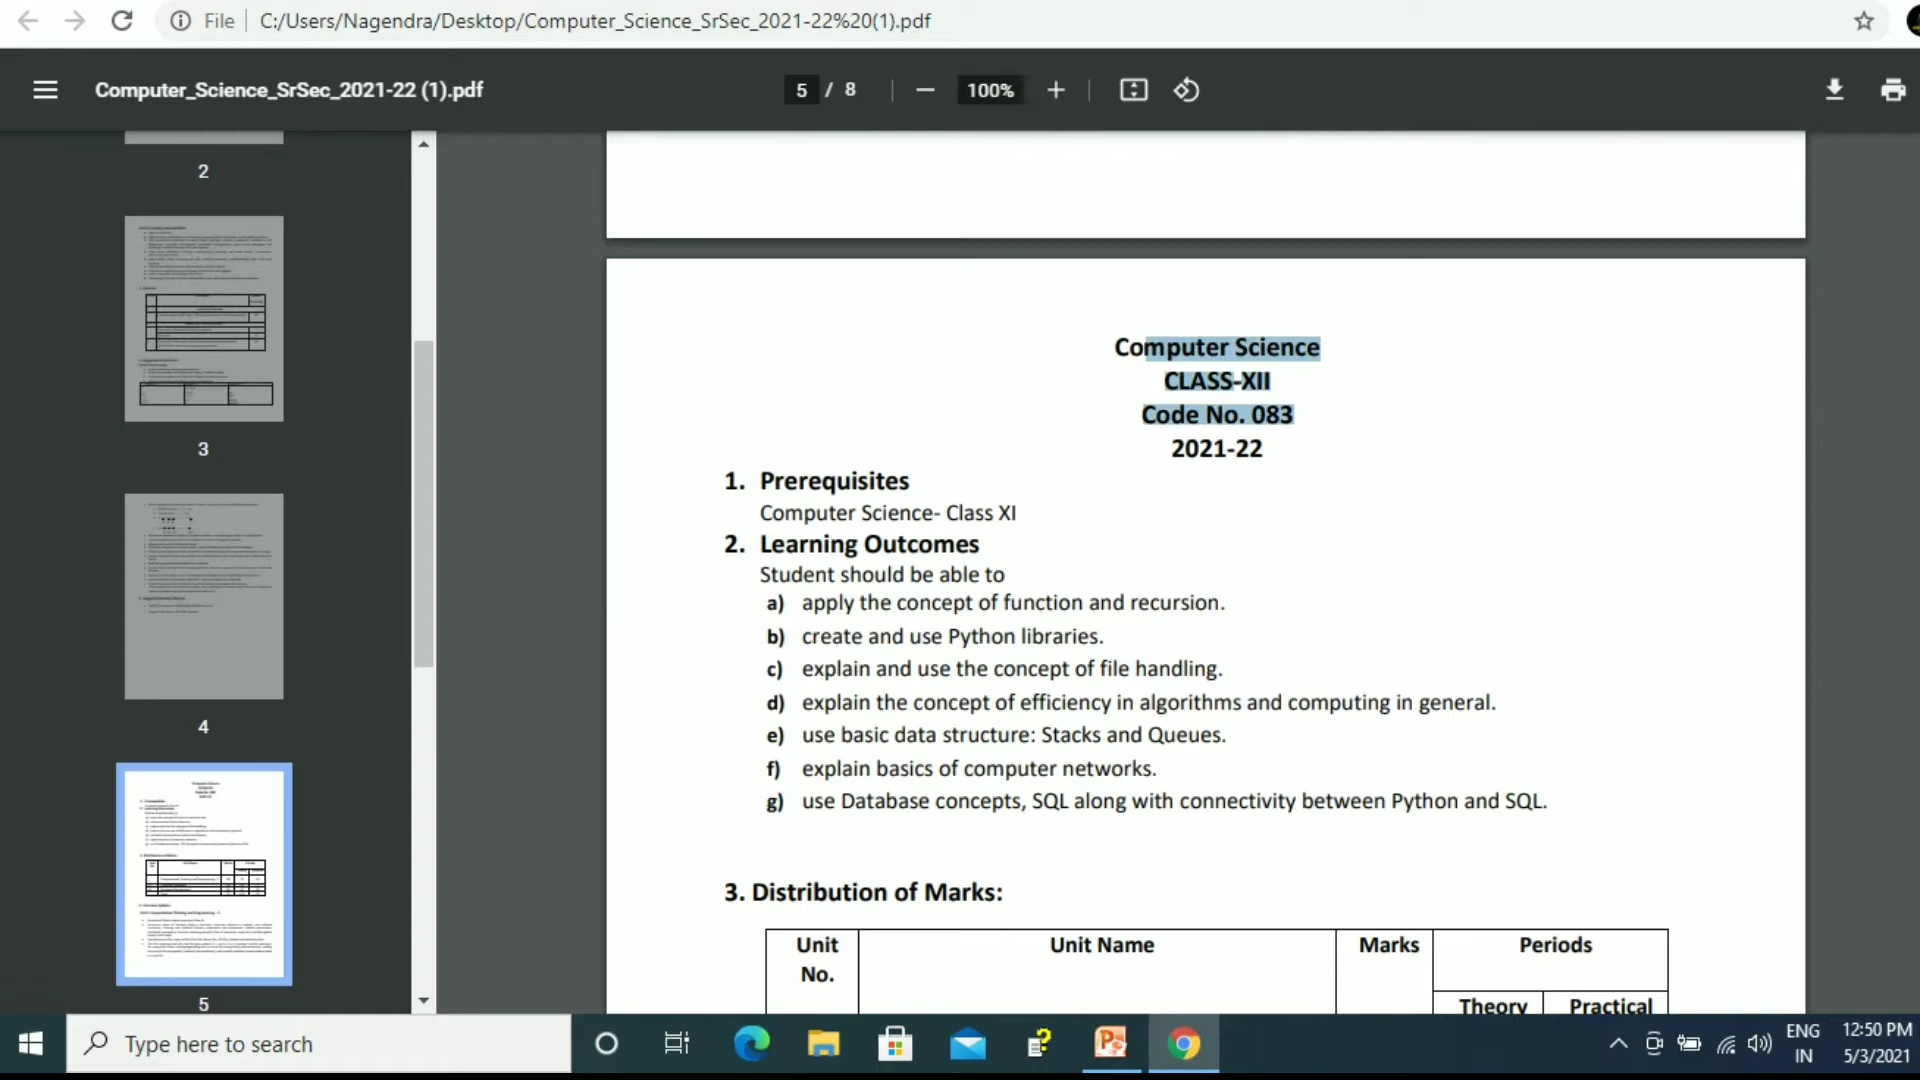 File C:/Users/Nagendra/Desktop/Computer_Science_SrSec_2021-22%20(1).pdf
Computer_Science_SrSec_2021-22 (1).pdf
5 / 8
100%
2
3
4
5
Computer Science
CLASS-XII
Code No. 083
2021-22
1. Prerequisites
Computer Science- Class XI
2. Learning Outcomes
Student should be able to
a) apply the concept of function and recursion.
b) create and use Python libraries.
c) explain and use the concept of file handling.
d) explain the concept of efficiency in algorithms and computing in general.
e) use basic data structure: Stacks and Queues.
f) explain basics of computer networks.
g) use Database concepts, SQL along with connectivity between Python and SQL.
3. Distribution of Marks:
Unit No. Unit Name Marks Periods
Theory Practical
Type here to search
ENG
IN
12:50 PM
5/3/2021